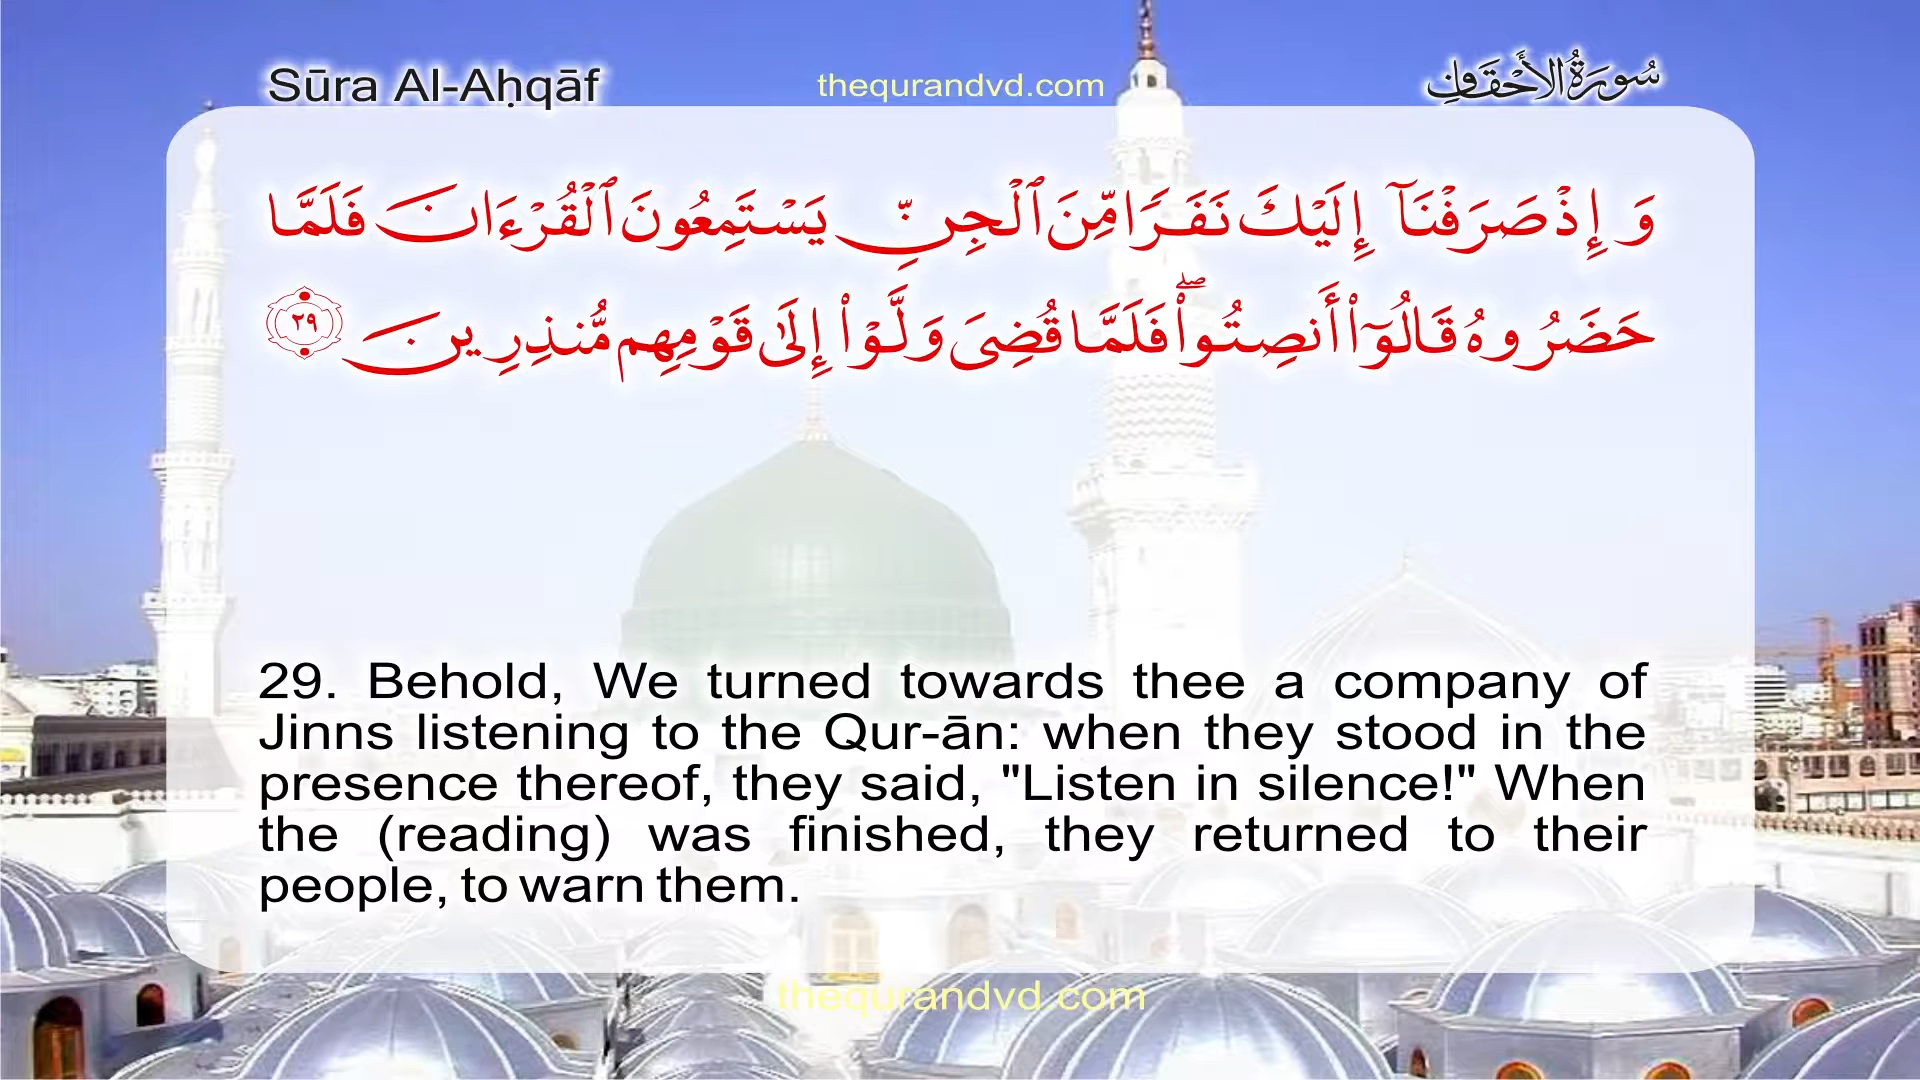 Sūra Al-Aḥqāf
thequrandvd.com
سُورَةُ الأَحْقَافِ
وَإِذْ صَرَفْنَآ إِلَيْكَ نَفَرًا مِّنَ ٱلْجِنِّ يَسْتَمِعُونَ ٱلْقُرْءَانَ فَلَمَّا
حَضَرُوهُ قَالُوٓا۟ أَنصِتُوا۟ ۖ فَلَمَّا قُضِىَ وَلَّوْا۟ إِلَىٰ قَوْمِهِم مُّنذِرِينَ ٢٩
29. Behold, We turned towards thee a company of
Jinns listening to the Qur-ān: when they stood in the
presence thereof, they said, "Listen in silence!" When
the (reading) was finished, they returned to their
people, to warn them.
thequrandvd.com